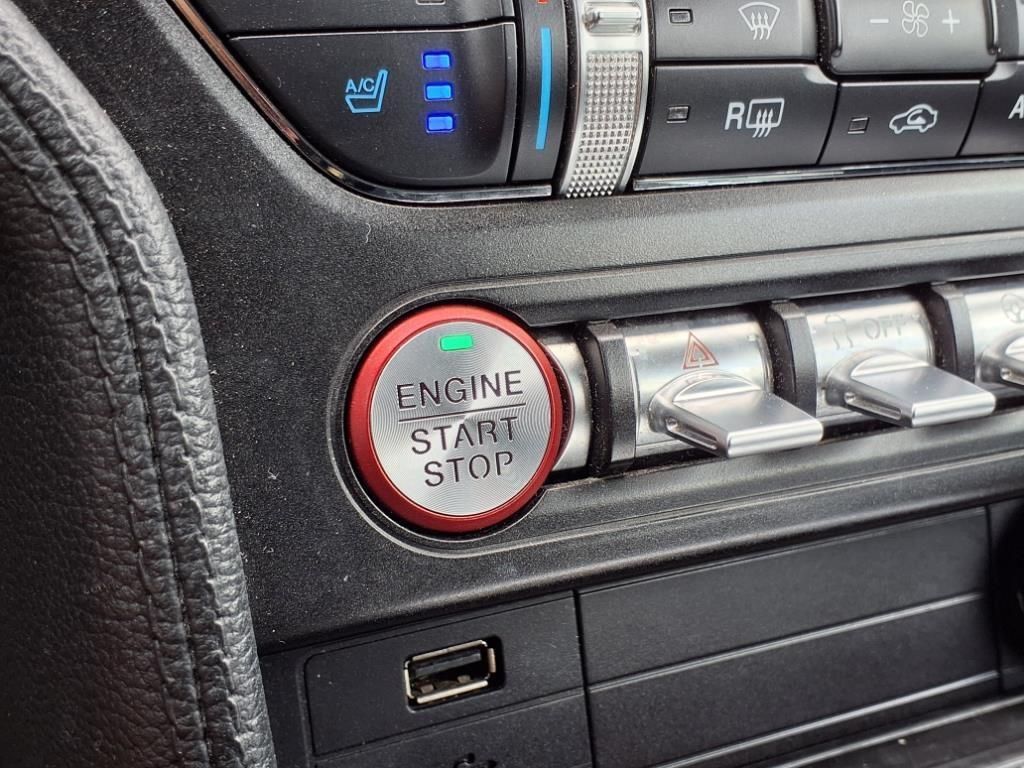 A/C
R
A
ENGINE
START
STOP
OFF